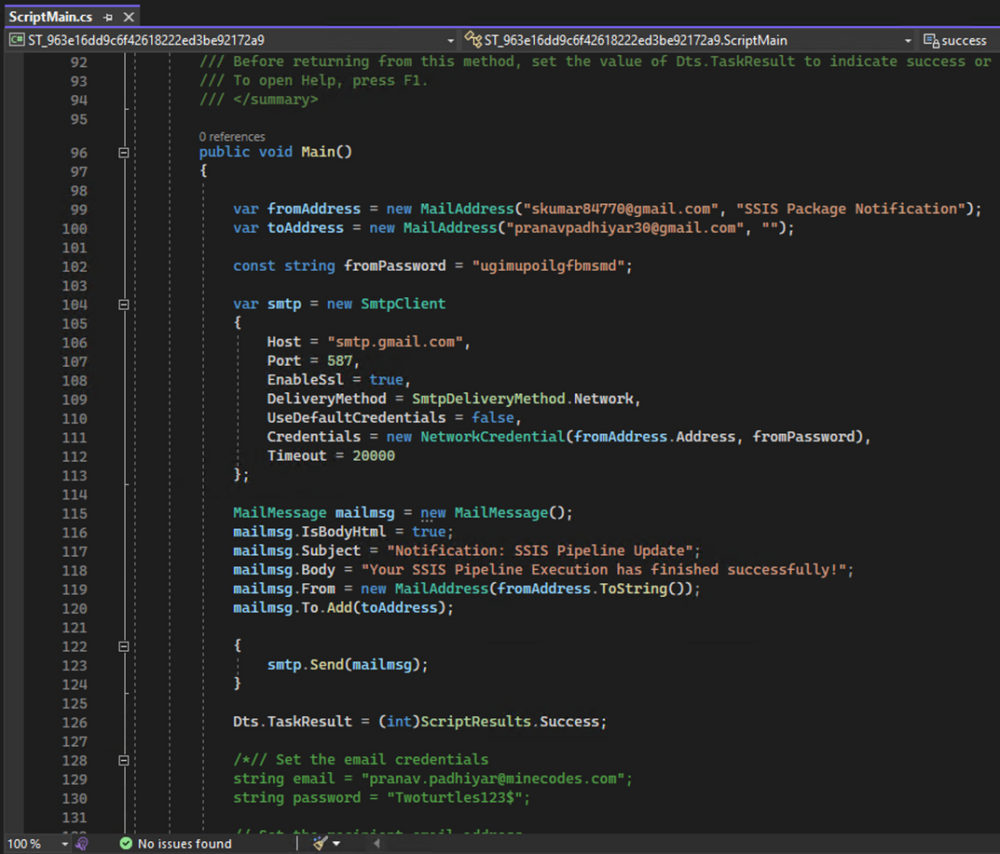 ScriptMain.cs
C# ST_963e16dd9c6f42618222ed3be92172a9 ST_963e16dd9c6f42618222ed3be92172a9.ScriptMain success
92 /// Before returning from this method, set the value of Dts.TaskResult to indicate success or
93 /// To open Help, press F1.
94 /// </summary>
95
0 references
96 public void Main()
97 {
98
99 var fromAddress = new MailAddress("skumar84770@gmail.com", "SSIS Package Notification");
100 var toAddress = new MailAddress("pranavpadhiyar30@gmail.com", "");
101
102 const string fromPassword = "ugimupoilgfbmsmd";
103
104 var smtp = new SmtpClient
105 {
106 Host = "smtp.gmail.com",
107 Port = 587,
108 EnableSsl = true,
109 DeliveryMethod = SmtpDeliveryMethod.Network,
110 UseDefaultCredentials = false,
111 Credentials = new NetworkCredential(fromAddress.Address, fromPassword),
112 Timeout = 20000
113 };
114
115 MailMessage mailmsg = new MailMessage();
116 mailmsg.IsBodyHtml = true;
117 mailmsg.Subject = "Notification: SSIS Pipeline Update";
118 mailmsg.Body = "Your SSIS Pipeline Execution has finished successfully!";
119 mailmsg.From = new MailAddress(fromAddress.ToString());
120 mailmsg.To.Add(toAddress);
121
122 {
123 smtp.Send(mailmsg);
124 }
125
126 Dts.TaskResult = (int)ScriptResults.Success;
127
128 /*// Set the email credentials
129 string email = "pranav.padhiyar@minecodes.com";
130 string password = "Twoturtles123$";
131
100 % No issues found